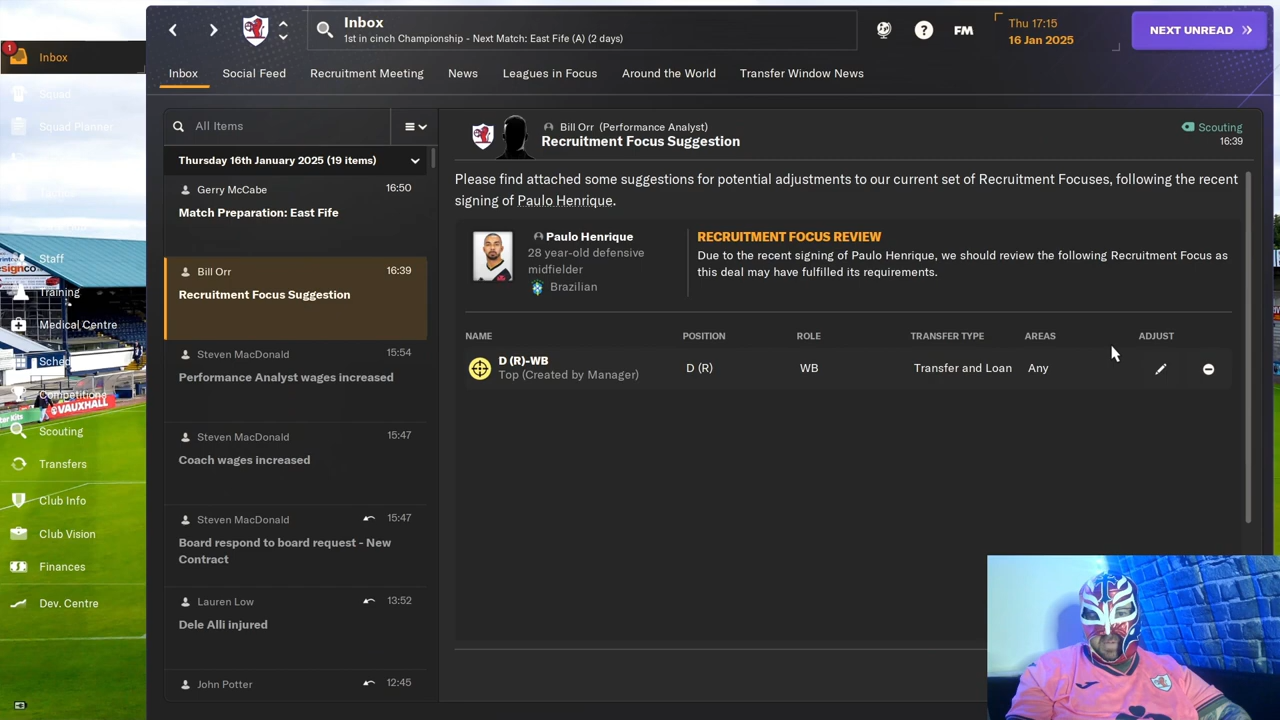 Inbox
1st in cinch Championship - Next Match: East Fife (A) (2 days)
?
FM
Thu 17:15
16 Jan 2025
NEXT UNREAD
Inbox
Social Feed
Recruitment Meeting
News
Leagues in Focus
Around the World
Transfer Window News
1
Inbox
Squad
Squad Planner
Staff
Training
Medical Centre
Sched
Competitions
VAUXHALL
Scouting
Transfers
Club Info
Club Vision
Finances
Dev. Centre
All Items
Thursday 16th January 2025 (19 items)
Gerry McCabe
16:50
Match Preparation: East Fife
Bill Orr
16:39
Recruitment Focus Suggestion
Steven MacDonald
15:54
Performance Analyst wages increased
Steven MacDonald
15:47
Coach wages increased
Steven MacDonald
15:47
Board respond to board request - New
Contract
Lauren Low
13:52
Dele Alli injured
John Potter
12:45
Bill Orr (Performance Analyst)
Recruitment Focus Suggestion
Scouting
16:39
Please find attached some suggestions for potential adjustments to our current set of Recruitment Focuses, following the recent
signing of Paulo Henrique.
Paulo Henrique
28 year-old defensive
midfielder
Brazilian
RECRUITMENT FOCUS REVIEW
Due to the recent signing of Paulo Henrique, we should review the following Recruitment Focus as
this deal may have fulfilled its requirements.
NAME POSITION ROLE TRANSFER TYPE AREAS ADJUST
D (R)-WB
Top (Created by Manager)
D (R) WB Transfer and Loan Any